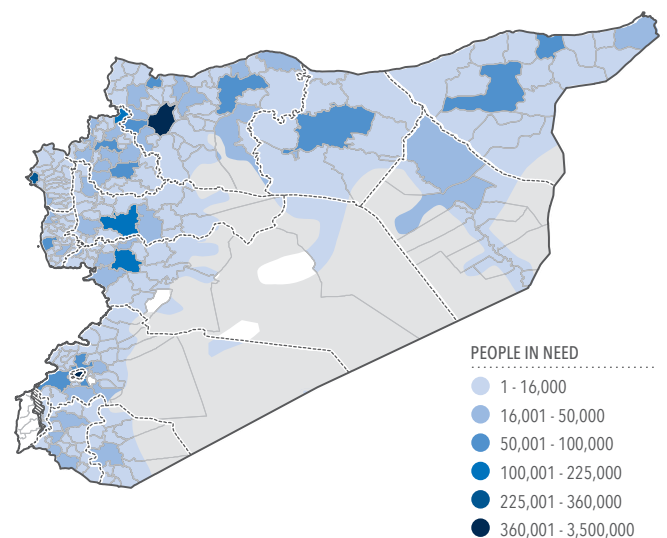 PEOPLE IN NEED
1 - 16,000
16,001 - 50,000
50,001 - 100,000
100,001 - 225,000
225,001 - 360,000
360,001 - 3,500,000